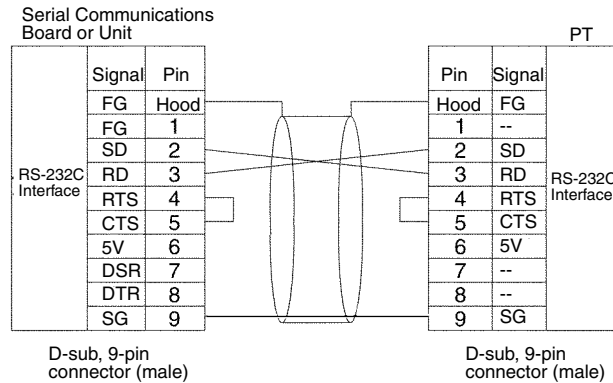 Serial Communications
Board or Unit
PT
Signal Pin Pin Signal
FG Hood Hood FG
FG 1 1 --
SD 2 2 SD
RS-232C
Interface
RD 3 3 RD
RS-232C
Interface
RTS 4 4 RTS
CTS 5 5 CTS
5V 6 6 5V
DSR 7 7 --
DTR 8 8 --
SG 9 9 SG
D-sub, 9-pin
connector (male)
D-sub, 9-pin
connector (male)